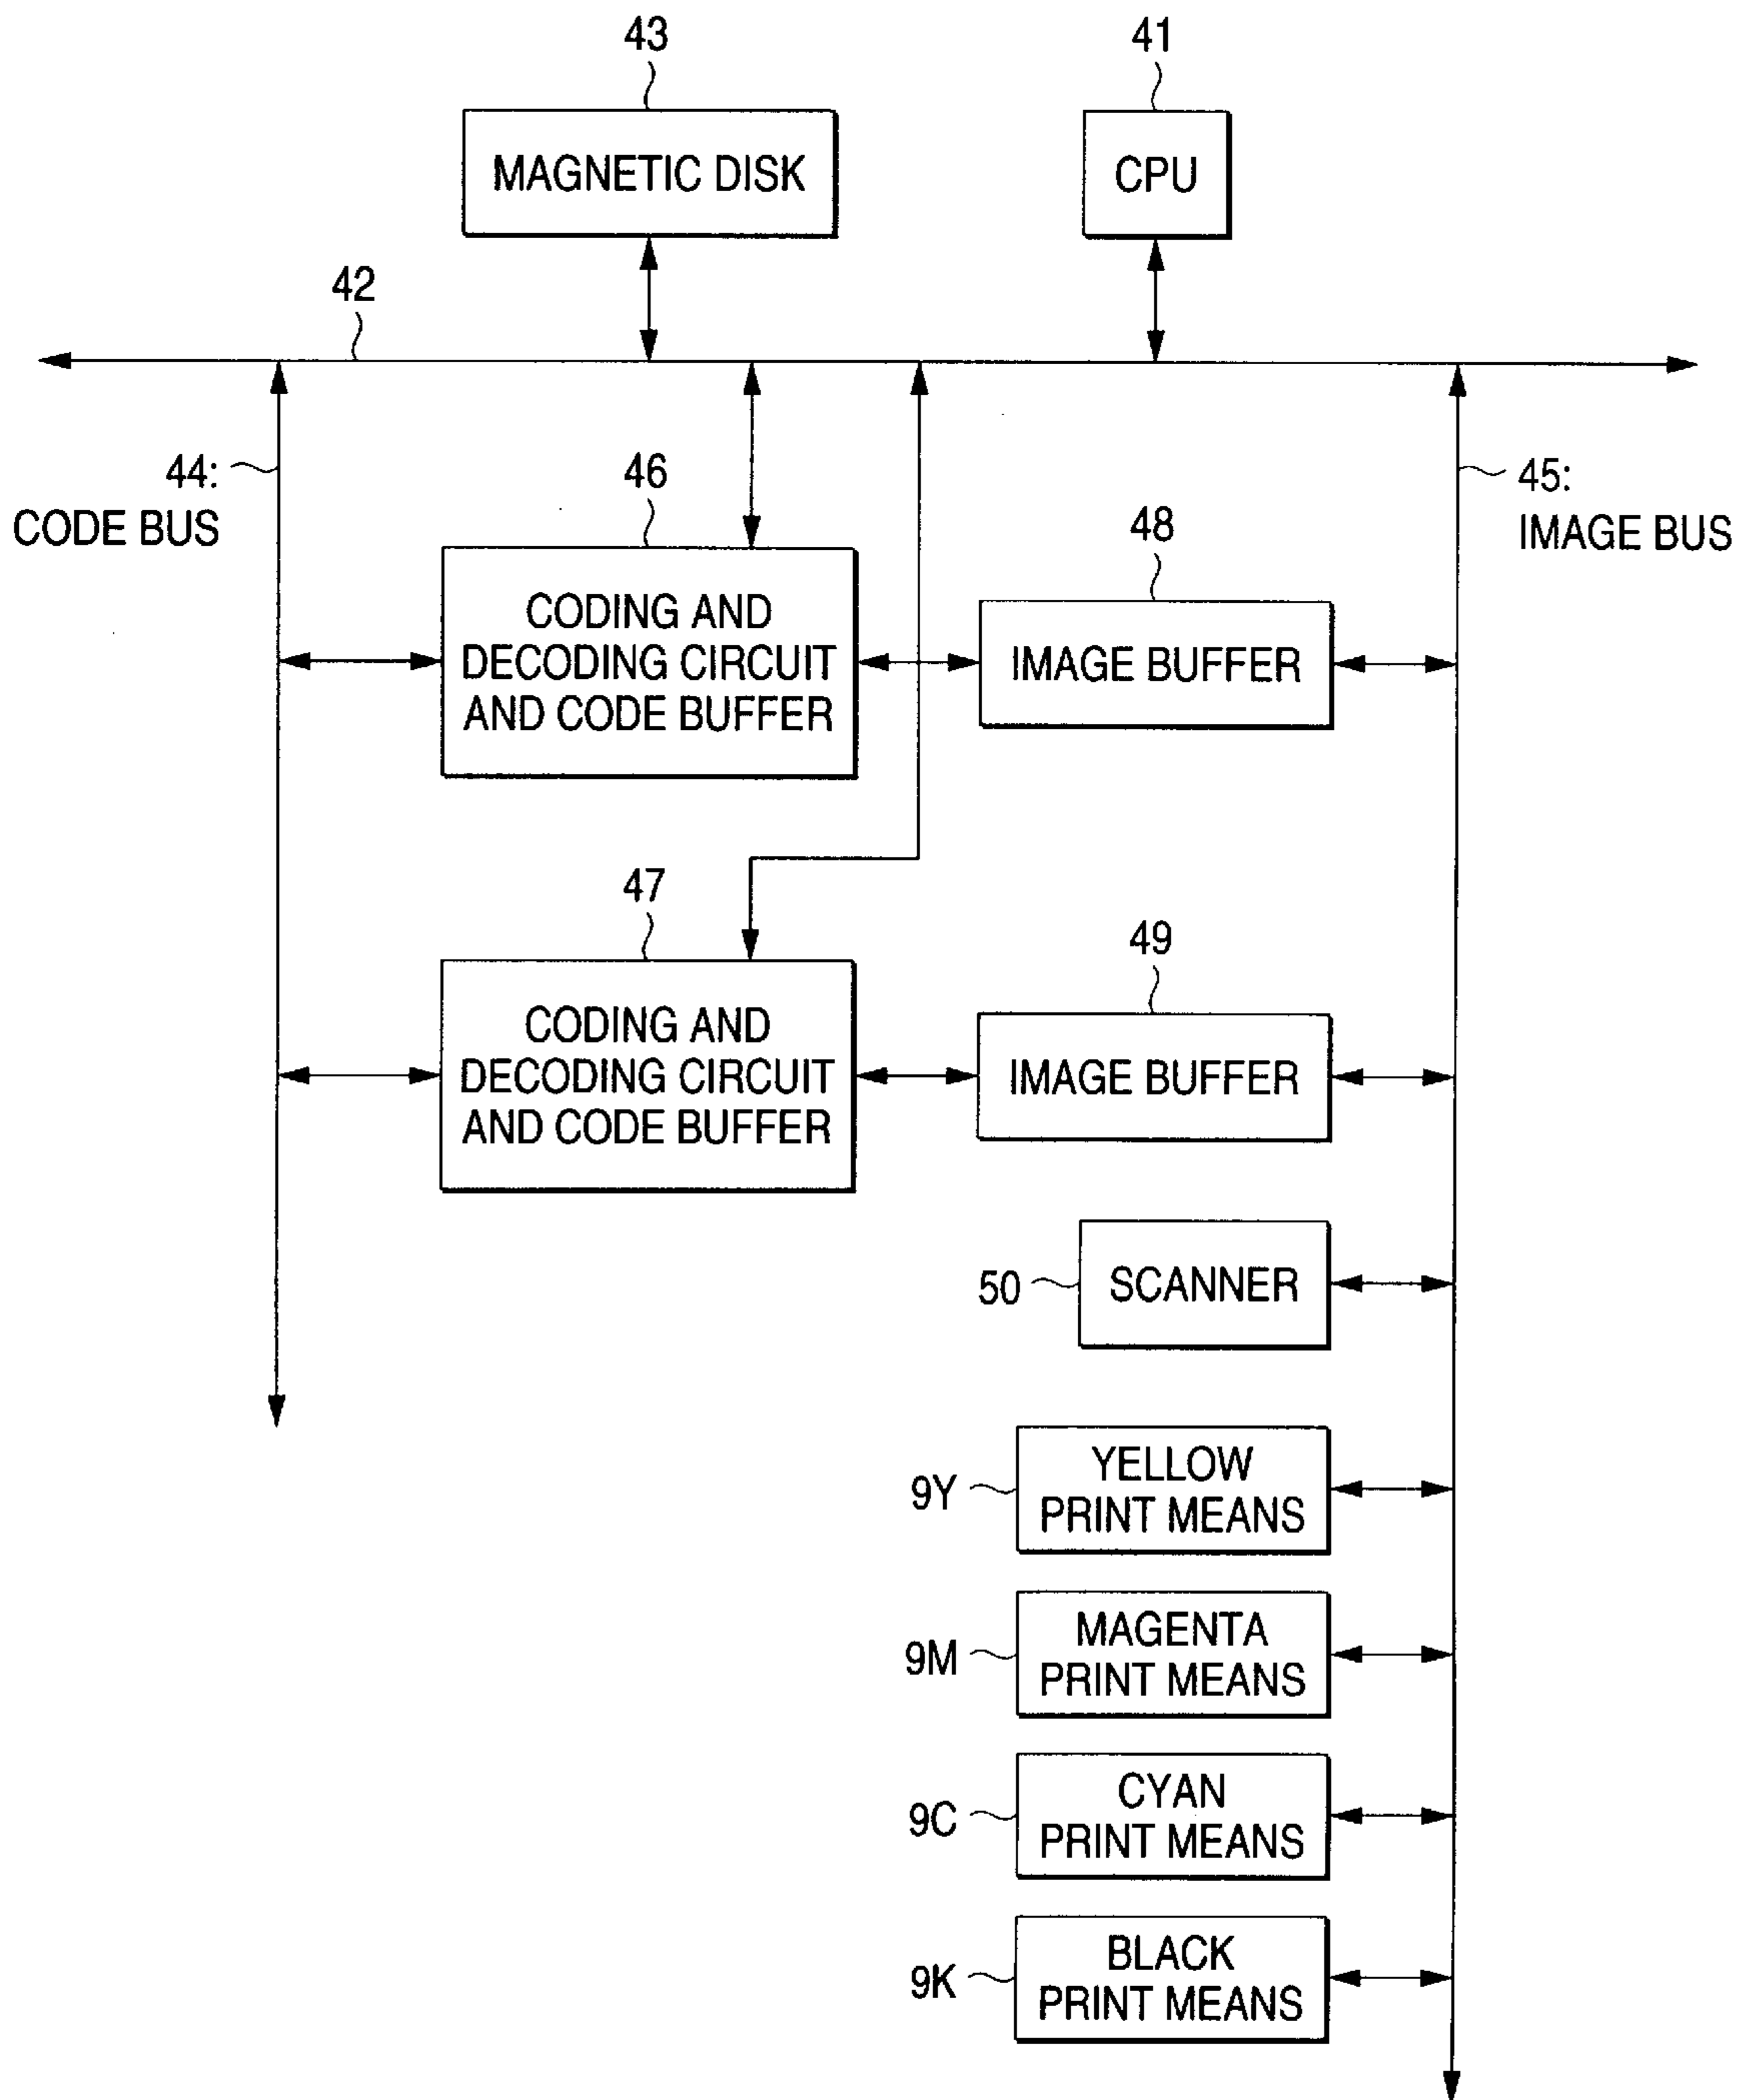 43
41
MAGNETIC DISK
CPU
42
44:
CODE BUS
46
45:
IMAGE BUS
48
CODING AND
DECODING CIRCUIT
AND CODE BUFFER
IMAGE BUFFER
47
49
CODING AND
DECODING CIRCUIT
AND CODE BUFFER
IMAGE BUFFER
50
SCANNER
9Y
YELLOW
PRINT MEANS
9M
MAGENTA
PRINT MEANS
9C
CYAN
PRINT MEANS
9K
BLACK
PRINT MEANS